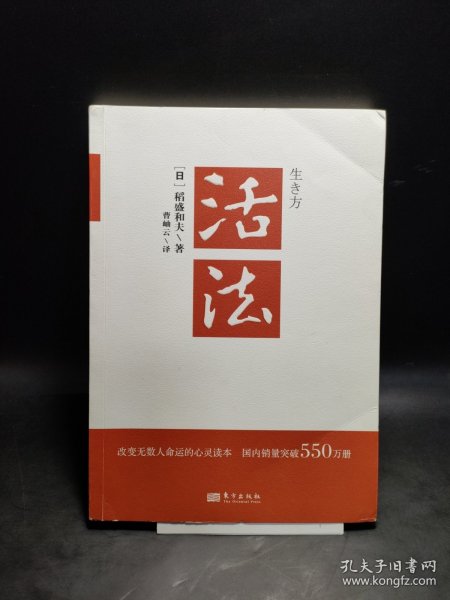 生き方
活法
[日]稻盛和夫\著
曹岫云\译
改变无数人命运的心灵读本 国内销量突破550万册
东方出版社
The Oriental Press
孔夫子旧书网
www.kongfz.com